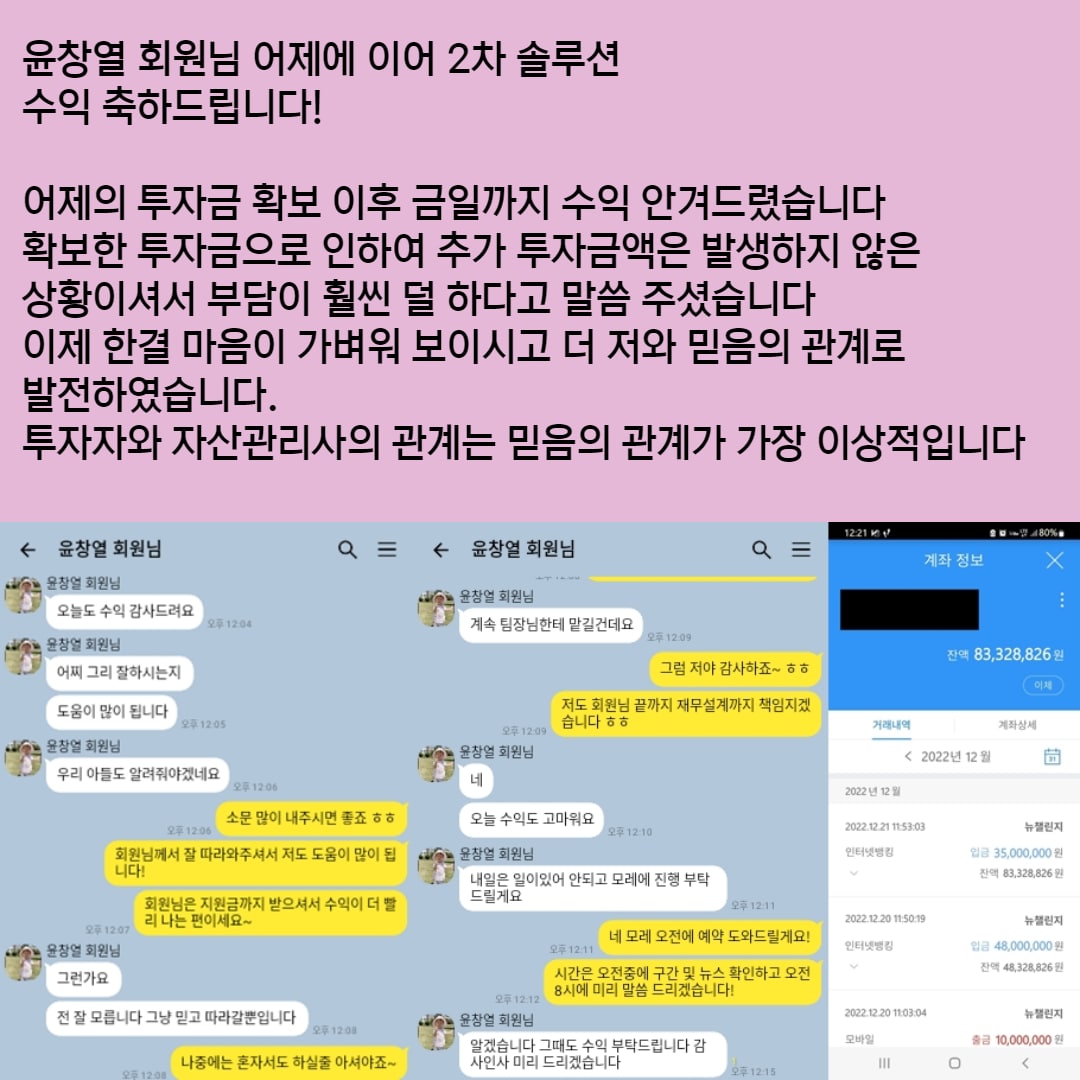 윤창열 회원님 어제에 이어 2차 솔루션
수익 축하드립니다!
어제의 투자금 확보 이후 금일까지 수익 안겨드렸습니다
확보한 투자금으로 인하여 추가 투자금액은 발생하지 않은
상황이셔서 부담이 훨씬 덜 하다고 말씀 주셨습니다
이제 한결 마음이 가벼워 보이시고 더 저와 믿음의 관계로
발전하였습니다.
투자자와 자산관리사의 관계는 믿음의 관계가 가장 이상적입니다
윤창열 회원님
윤창열 회원님
오늘도 수익 감사드려요
오후 12:04
윤창열 회원님
어찌 그리 잘하시는지
도움이 많이 됩니다
오후 12:05
윤창열 회원님
우리 아들도 알려줘야겠네요
오후 12:06
소문 많이 내주시면 좋죠 ㅎㅎ
오후 12:06
회원님께서 잘 따라와주셔서 저도 도움이 많이 됩
니다!
회원님은 지원금까지 받으셔서 수익이 더 빨
리 나는 편이세요~
오후 12:07
윤창열 회원님
그런가요
전 잘 모릅니다 그냥 믿고 따라갈뿐입니다
오후 12:08
나중에는 혼자서도 하실줄 아셔야죠~
오후 12:08
윤창열 회원님
윤창열 회원님
계속 팀장님한테 맡길건데요
오후 12:09
그럼 저야 감사하죠~ ㅎㅎ
저도 회원님 끝까지 재무설계까지 책임지겠
습니다 ㅎㅎ
오후 12:09
윤창열 회원님
네
오늘 수익도 고마워요
오후 12:10
윤창열 회원님
내일은 일이있어 안되고 모레에 진행 부탁
드릴게요
오후 12:11
네 모레 오전에 예약 도와드릴게요!
오후 12:11
시간은 오전중에 구간 및 뉴스 확인하고 오전
8시에 미리 말씀 드리겠습니다!
오후 12:12
윤창열 회원님
알겠습니다 그때도 수익 부탁드립니다 감
사인사 미리 드리겠습니다
1
오후 12:15
12:21
80%
계좌 정보
잔액 83,328,826 원
이체
거래내역
계좌상세
2022년 12 월
31
2022 년 12 월
2022.12.21 11:53:03
뉴챌린지
인터넷뱅킹
입금 35,000,000 원
잔액 83,328,826 원
2022.12.20 11:50:19
뉴챌린지
인터넷뱅킹
입금 48,000,000 원
잔액 48,328,826 원
2022.12.20 11:03:04
뉴챌린지
모바일
출금 10,000,000 원